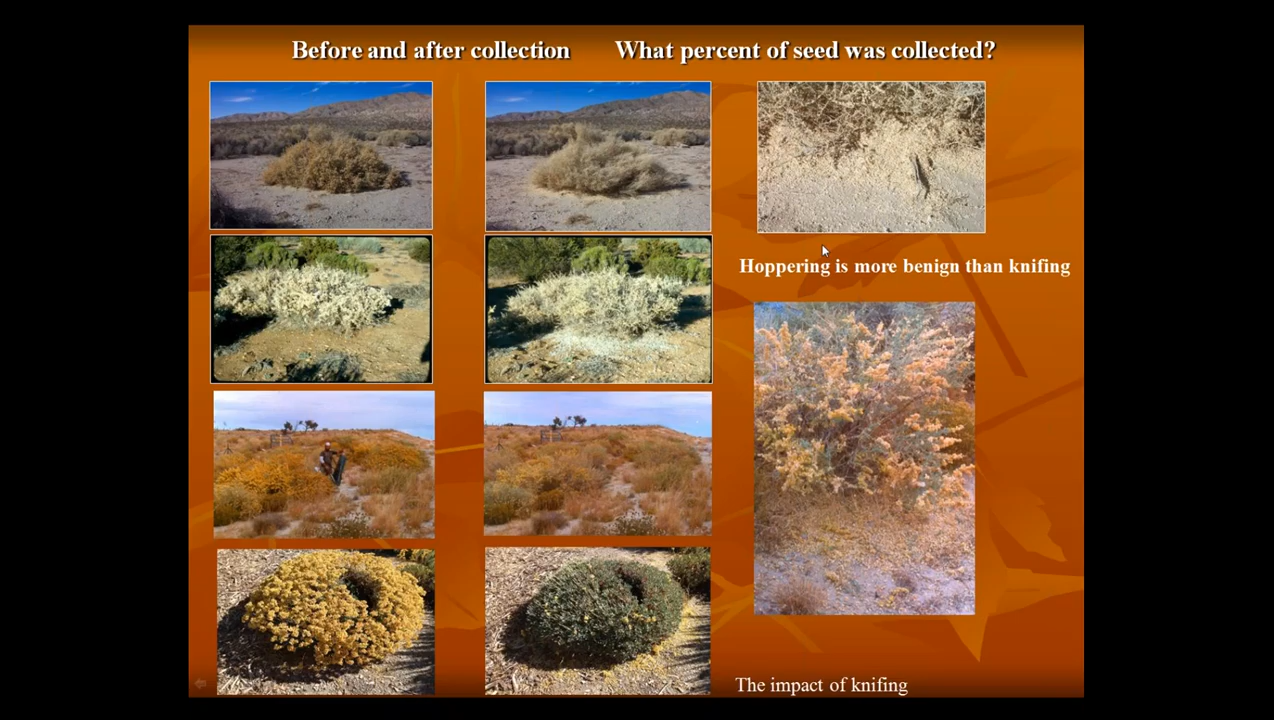 Before and after collection
What percent of seed was collected?
Hoppering is more benign than knifing
The impact of knifing